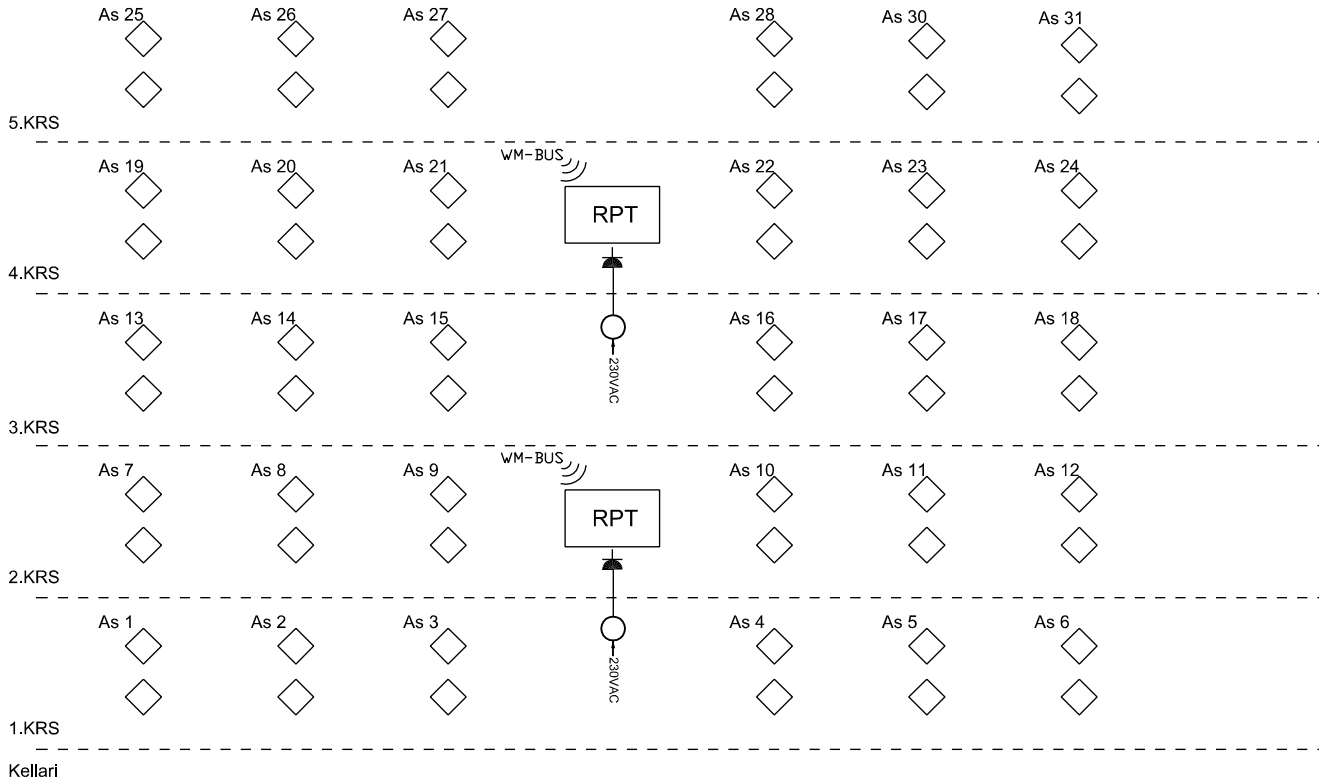 As 25
As 26
As 27
As 28
As 30
As 31
5.KRS
WM-BUS
As 19
As 20
As 21
As 22
As 23
As 24
RPT
4.KRS
As 13
As 14
As 15
As 16
As 17
As 18
230VAC
3.KRS
WM-BUS
As 7
As 8
As 9
As 10
As 11
As 12
RPT
2.KRS
As 1
As 2
As 3
As 4
As 5
As 6
230VAC
1.KRS
Kellari